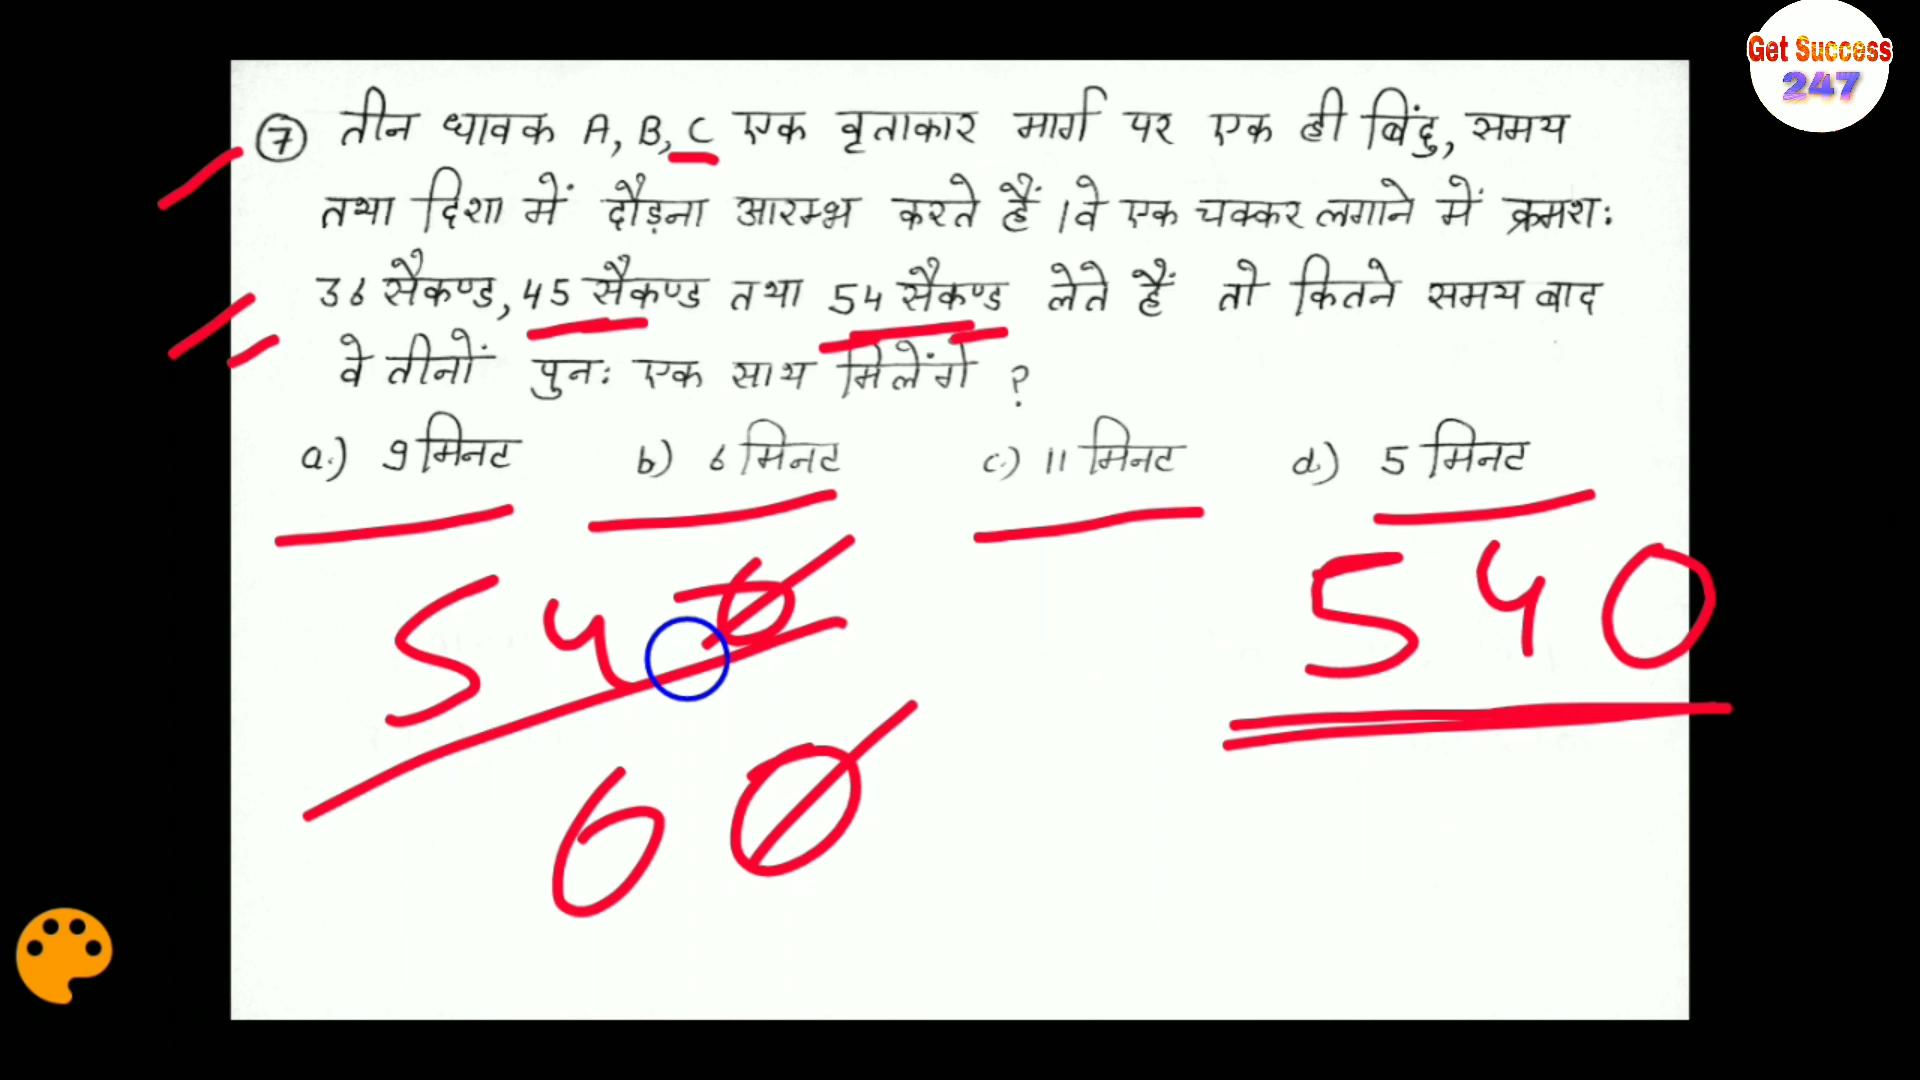 Get Success
247
7 तीन धावक A, B, C एक वृताकार मार्ग पर एक ही बिंदु, समय
तथा दिशा में दौड़ना आरम्भ करते हैं । वे एक चक्कर लगाने में क्रमशः
36 सैकण्ड, 45 सैकण्ड तथा 54 सैकण्ड लेते हैं तो कितने समय बाद
वे तीनों पुनः एक साथ मिलेंगे ?
a.) 9 मिनट b) 6 मिनट c.) 11 मिनट d.) 5 मिनट
540 540
60